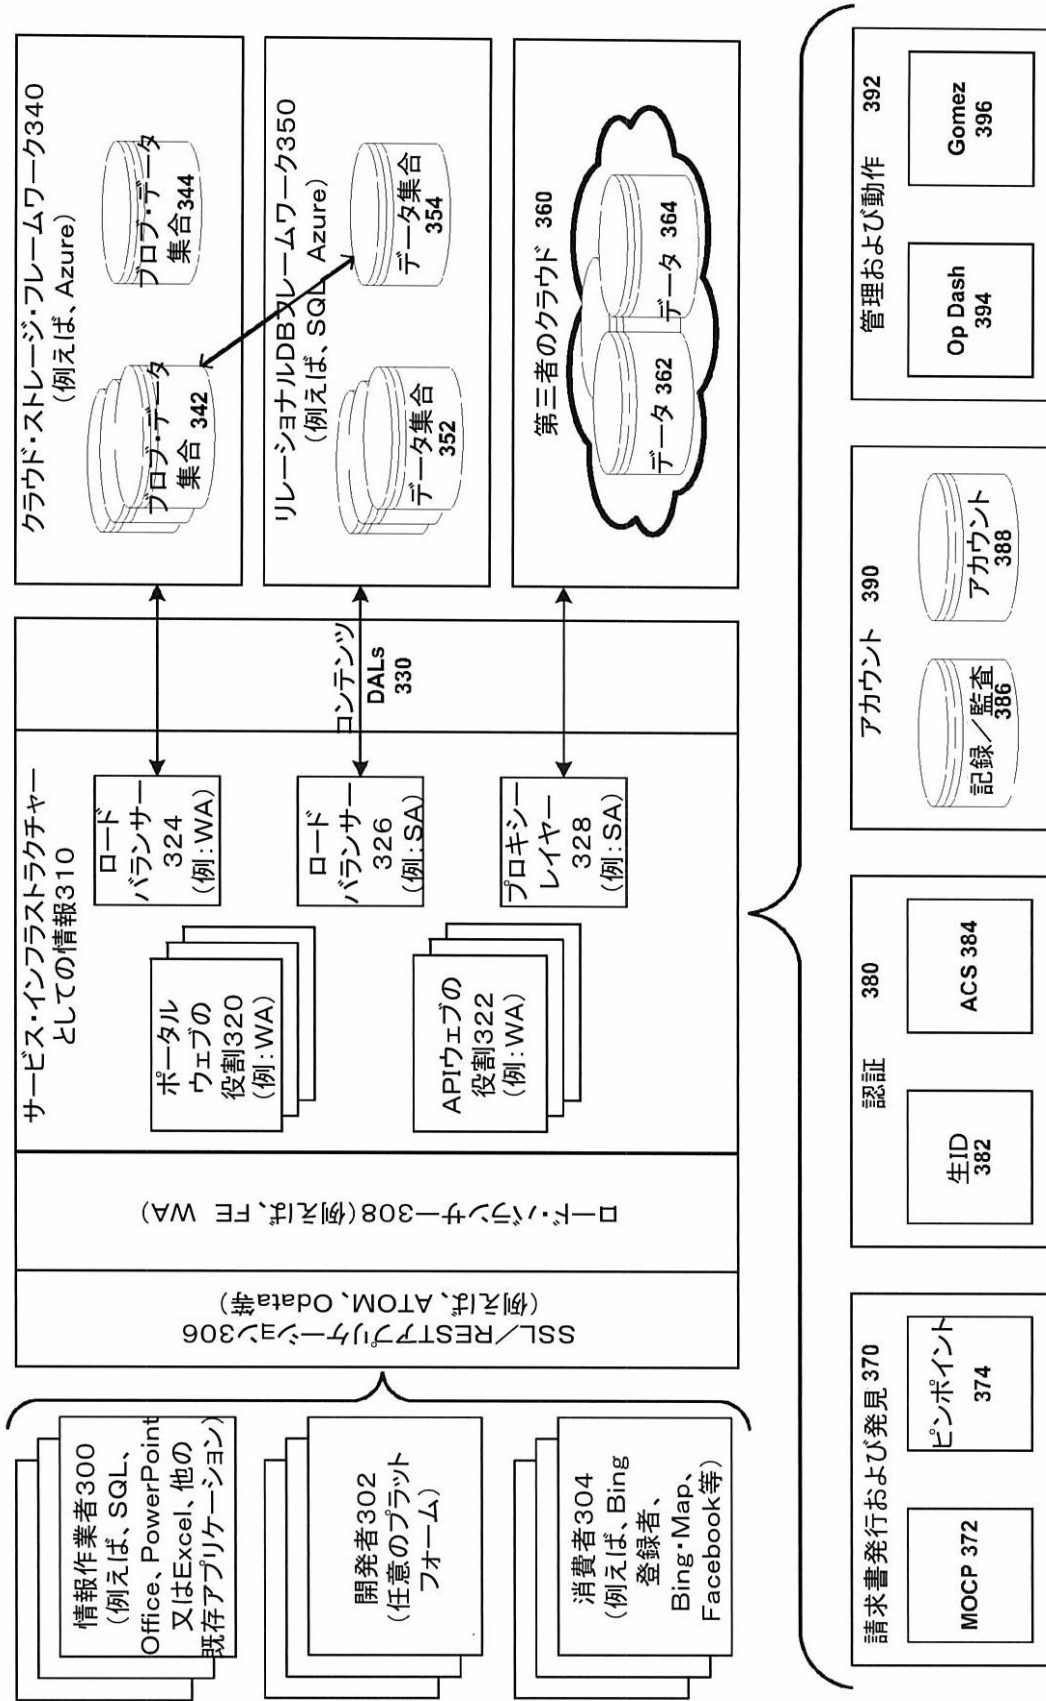 情報作業者300
(例えば、SQL、
Office、PowerPoint
又はExcel、他の
既存アプリケーション)
開発者302
(任意のプラット
フォーム)
消費者304
(例えば、Bing
登録者、
Bing・Map、
Facebook等)
SSL/RESTアプリケーション306
(例えば、ATOM、Odata等)
ロード・バランサー308(例えば、FE WA)
サービス・インフラストラクチャー
としての情報310
ポータル
ウェブの
役割320
(例:WA)
APIウェブの
役割322
(例:WA)
ロード
バランサー
324
(例:WA)
ロード
バランサー
326
(例:SA)
プロキシー
レイヤー
328
(例:SA)
コンテンツ
DALs
330
クラウド・ストレージ・フレームワーク340
(例えば、Azure)
ブロブ・データ
集合 342
ブロブ・データ
集合344
リレーショナルDBフレームワーク350
(例えば、SQL Azure)
データ集合
352
データ集合
354
第三者のクラウド 360
データ 362
データ 364
請求書発行および発見 370
MOCP 372
ピンポイント
374
認証 380
生ID
382
ACS 384
アカウント 390
記録/監査
386
アカウント
388
管理および動作 392
Op Dash
394
Gomez
396